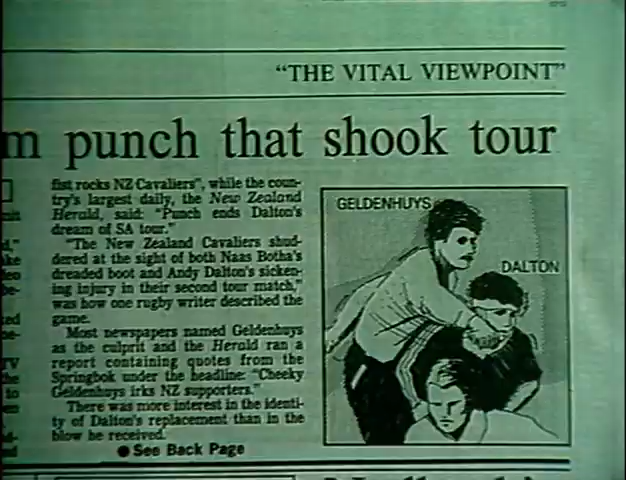 "THE VITAL VIEWPOINT"
m punch that shook tour
fist rocks NZ Cavaliers", while the coun-
try's largest daily, the New Zealand
Herald, said: "Punch ends Dalton's
dream of SA tour."
"The New Zealand Cavaliers shud-
dered at the sight of both Naas Botha's
dreaded boot and Andy Dalton's sicken-
ing injury in their second tour match,"
was how one rugby writer described the
game.
Most newspapers named Geldenhuys
as the culprit and the Herald ran a
report containing quotes from the
Springbok under the headline: "Cheeky
Geldenhuys irks NZ supporters."
There was more interest in the identi-
ty of Dalton's replacement than in the
blow he received.
● See Back Page
GELDENHUYS
DALTON